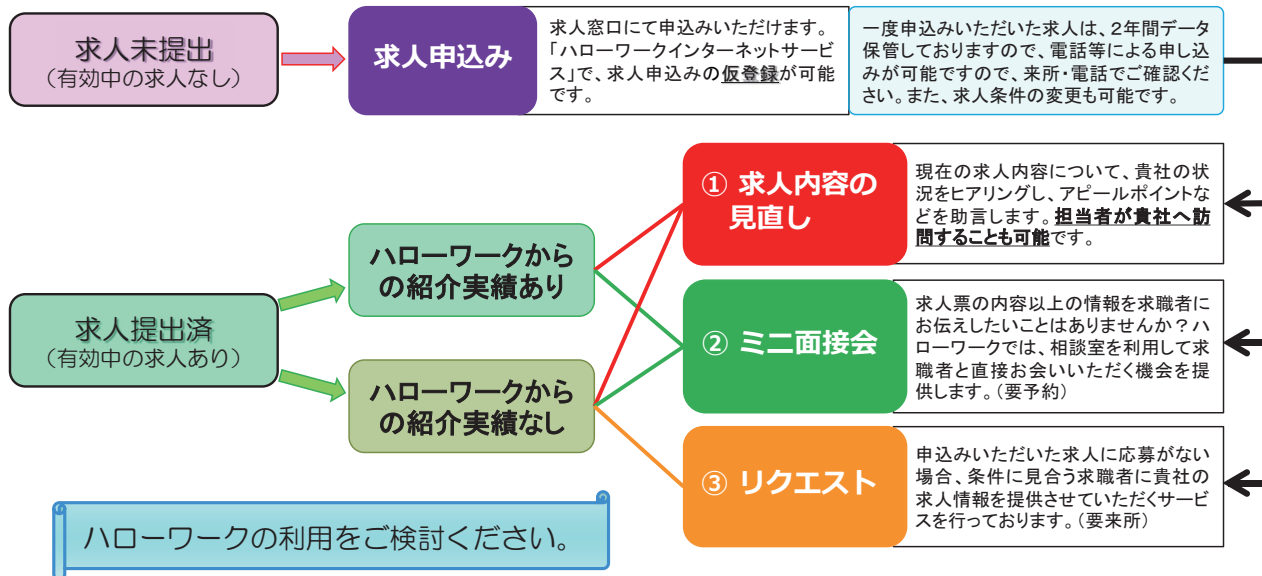 求人未提出
（有効中の求人なし）
求人申込み
求人窓口にて申込みいただけます。
「ハローワークインターネットサービ
ス」で、求人申込みの仮登録が可能
です。
一度申込みいただいた求人は、2年間データ
保管しておりますので、電話等による申し込
みが可能ですので、来所・電話でご確認くだ
さい。また、求人条件の変更も可能です。
求人提出済
（有効中の求人あり）
ハローワークから
の紹介実績あり
ハローワークから
の紹介実績なし
① 求人内容の
見直し
現在の求人内容について、貴社の状
況をヒアリングし、アピールポイントな
どを助言します。担当者が貴社へ訪
問することも可能です。
② ミニ面接会
求人票の内容以上の情報を求職者に
お伝えしたいことはありませんか？ハ
ローワークでは、相談室を利用して求
職者と直接お会いいただく機会を提
供します。（要予約）
③ リクエスト
申込みいただいた求人に応募がない
場合、条件に見合う求職者に貴社の
求人情報を提供させていただくサービ
スを行っております。（要来所）
ハローワークの利用をご検討ください。